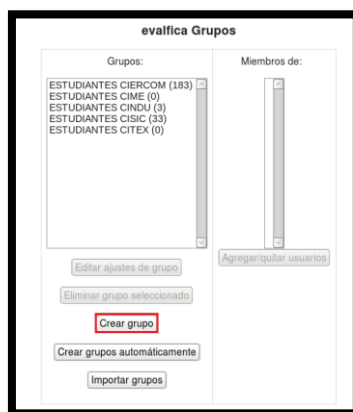 evalfica Grupos
Grupos:
ESTUDIANTES CIERCOM (183)
ESTUDIANTES CIME (0)
ESTUDIANTES CINDU (3)
ESTUDIANTES CISIC (33)
ESTUDIANTES CITEX (0)
Editar ajustes de grupo
Eliminar grupo seleccionado
Crear grupo
Crear grupos automáticamente
Importar grupos
Miembros de:
Agregar/quitar usuarios